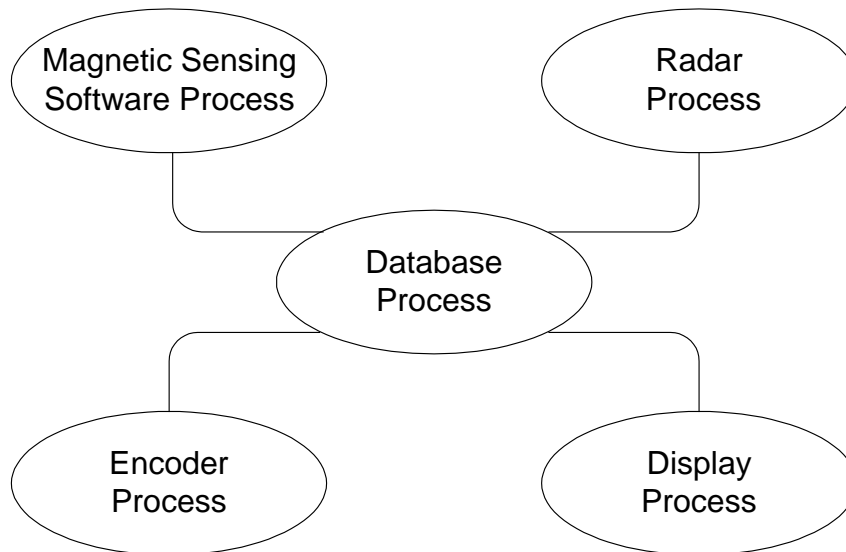 Magnetic Sensing
Software Process
Radar
Process
Database
Process
Encoder
Process
Display
Process